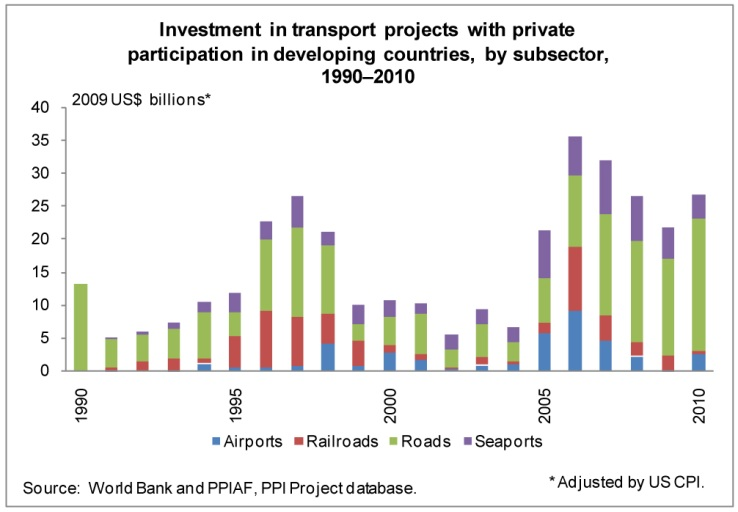 Investment in transport projects with private
participation in developing countries, by subsector,
1990–2010
2009 US$ billions*
40
35
30
25
20
15
10
5
0
1990
1995
2000
2005
2010
Airports
Railroads
Roads
Seaports
Source: World Bank and PPIAF, PPI Project database.
* Adjusted by US CPI.